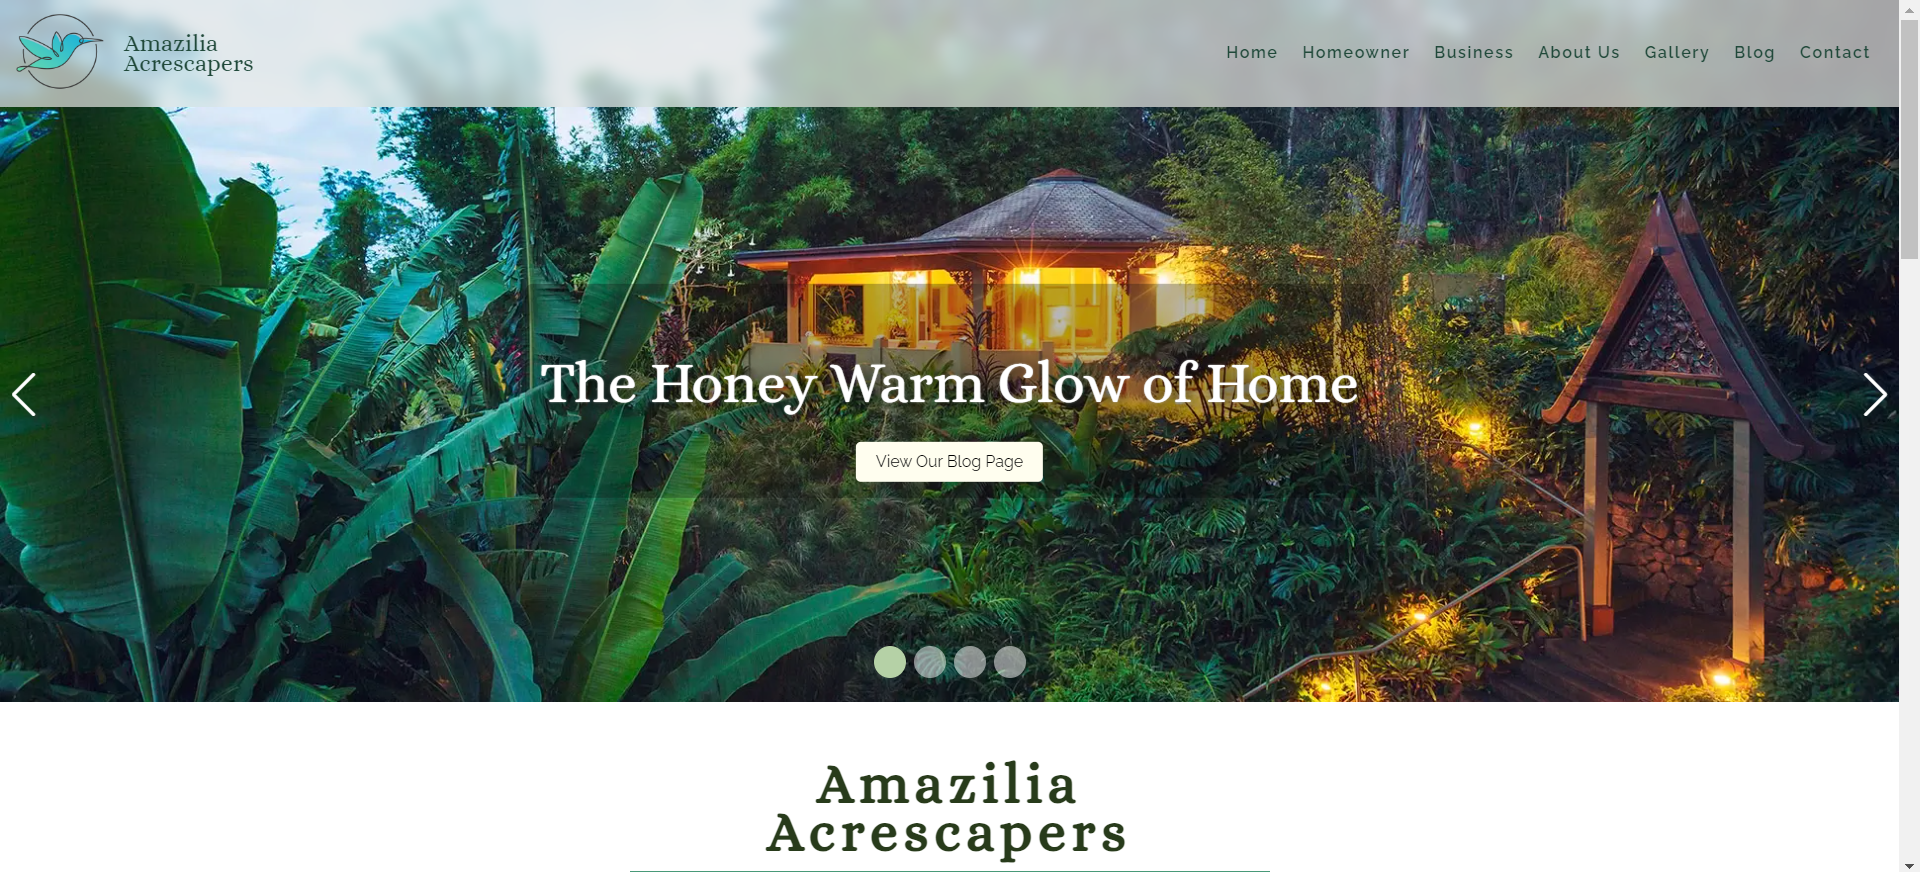 Amazilia
Acrescapers
Home Homeowner Business About Us Gallery Blog Contact
The Honey Warm Glow of Home
View Our Blog Page
Amazilia
Acrescapers